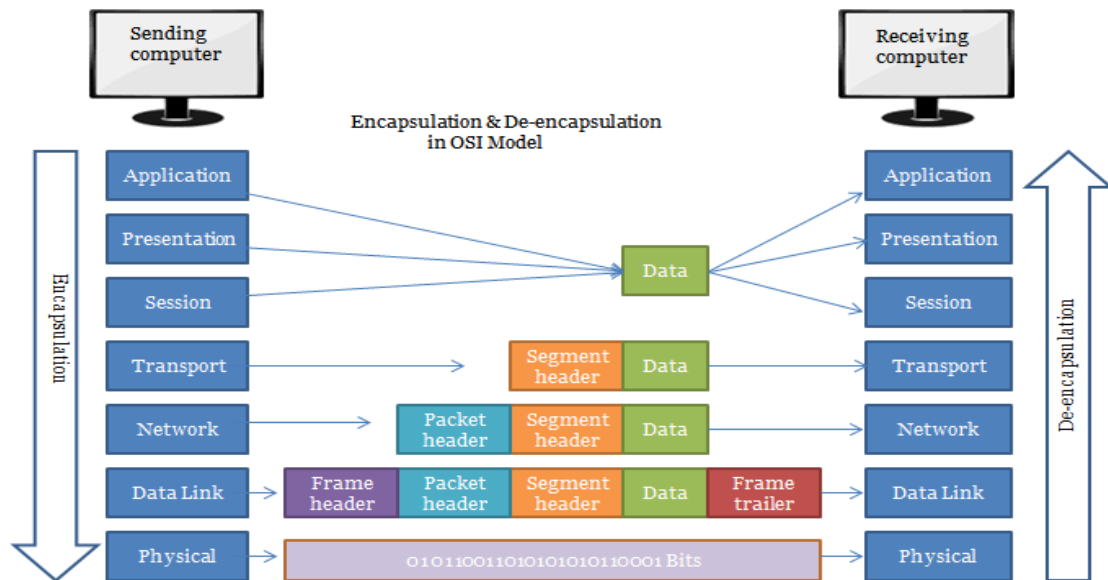 Sending
computer
Receiving
computer
Encapsulation & De-encapsulation
in OSI Model
Encapsulation
De-encapsulation
Application
Application
Presentation
Presentation
Data
Session
Session
Transport
Segment
header
Data
Transport
Network
Packet
header
Segment
header
Data
Network
Data Link
Frame
header
Packet
header
Segment
header
Data
Frame
trailer
Data Link
Physical
0101100110101010110001 Bits
Physical